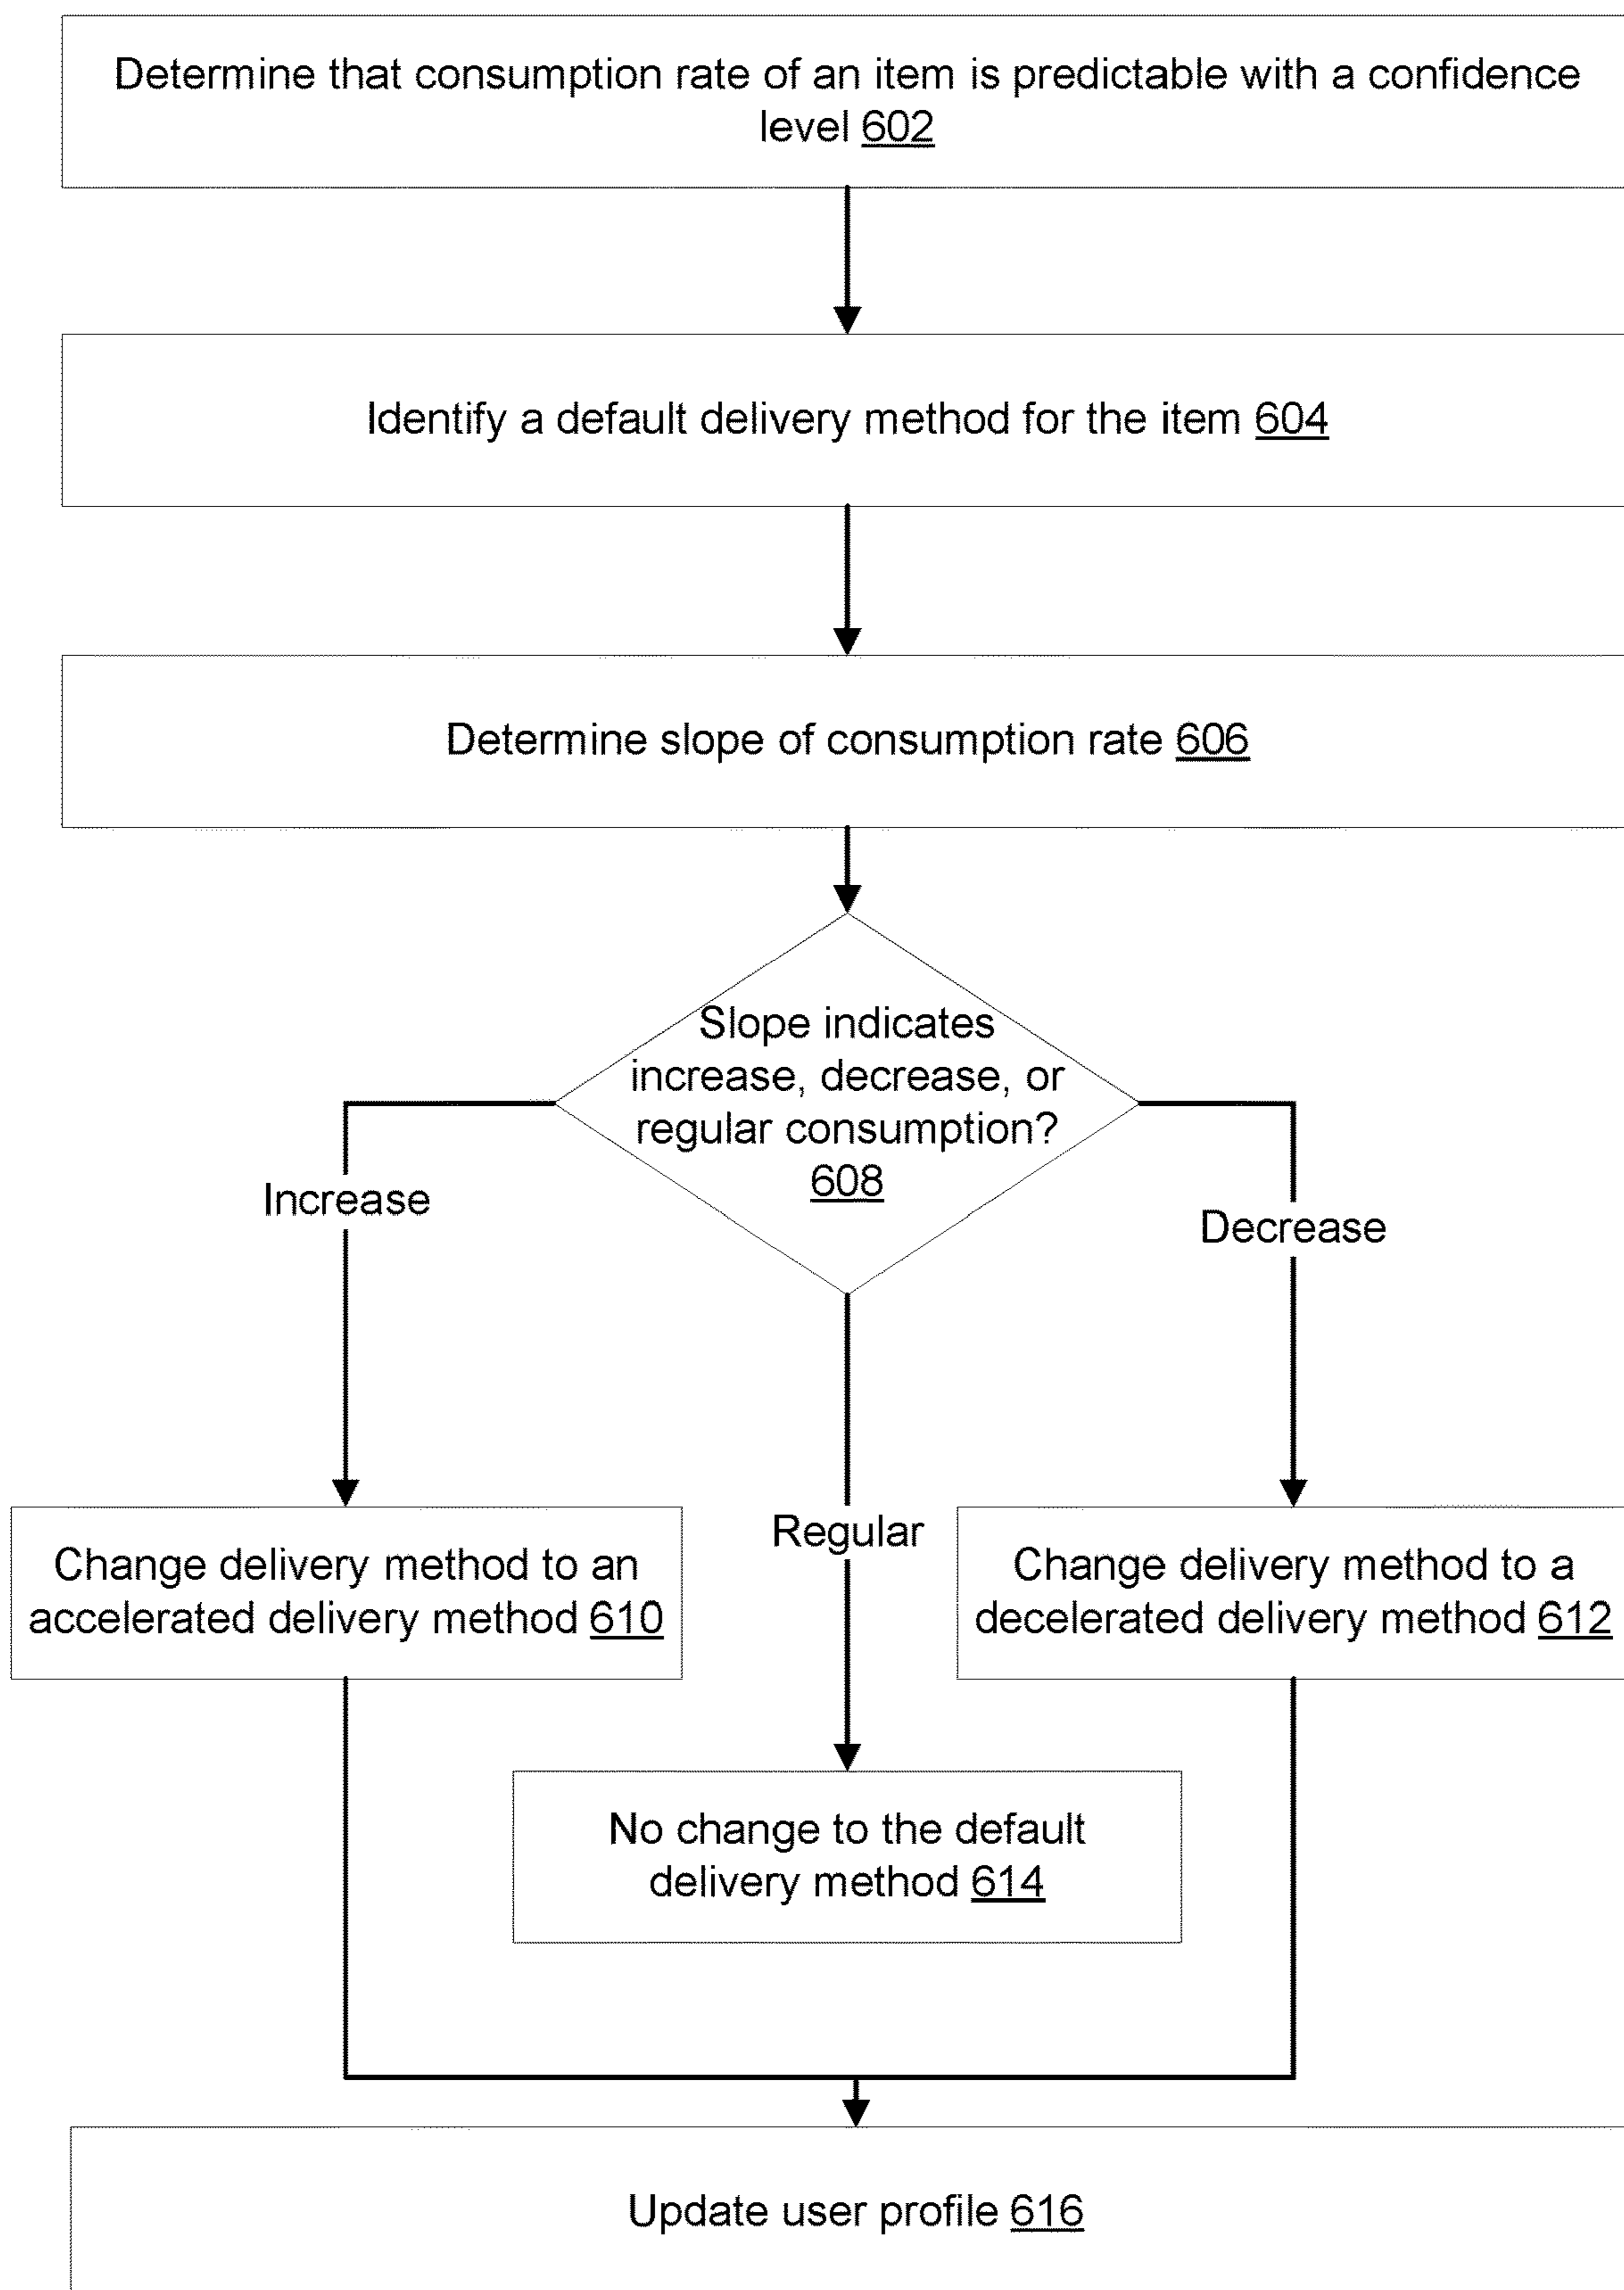 Determine that consumption rate of an item is predictable with a confidence
level 602
Identify a default delivery method for the item 604
Determine slope of consumption rate 606
Slope indicates
increase, decrease, or
regular consumption?
608
Increase
Decrease
Regular
Change delivery method to an
accelerated delivery method 610
Change delivery method to a
decelerated delivery method 612
No change to the default
delivery method 614
Update user profile 616